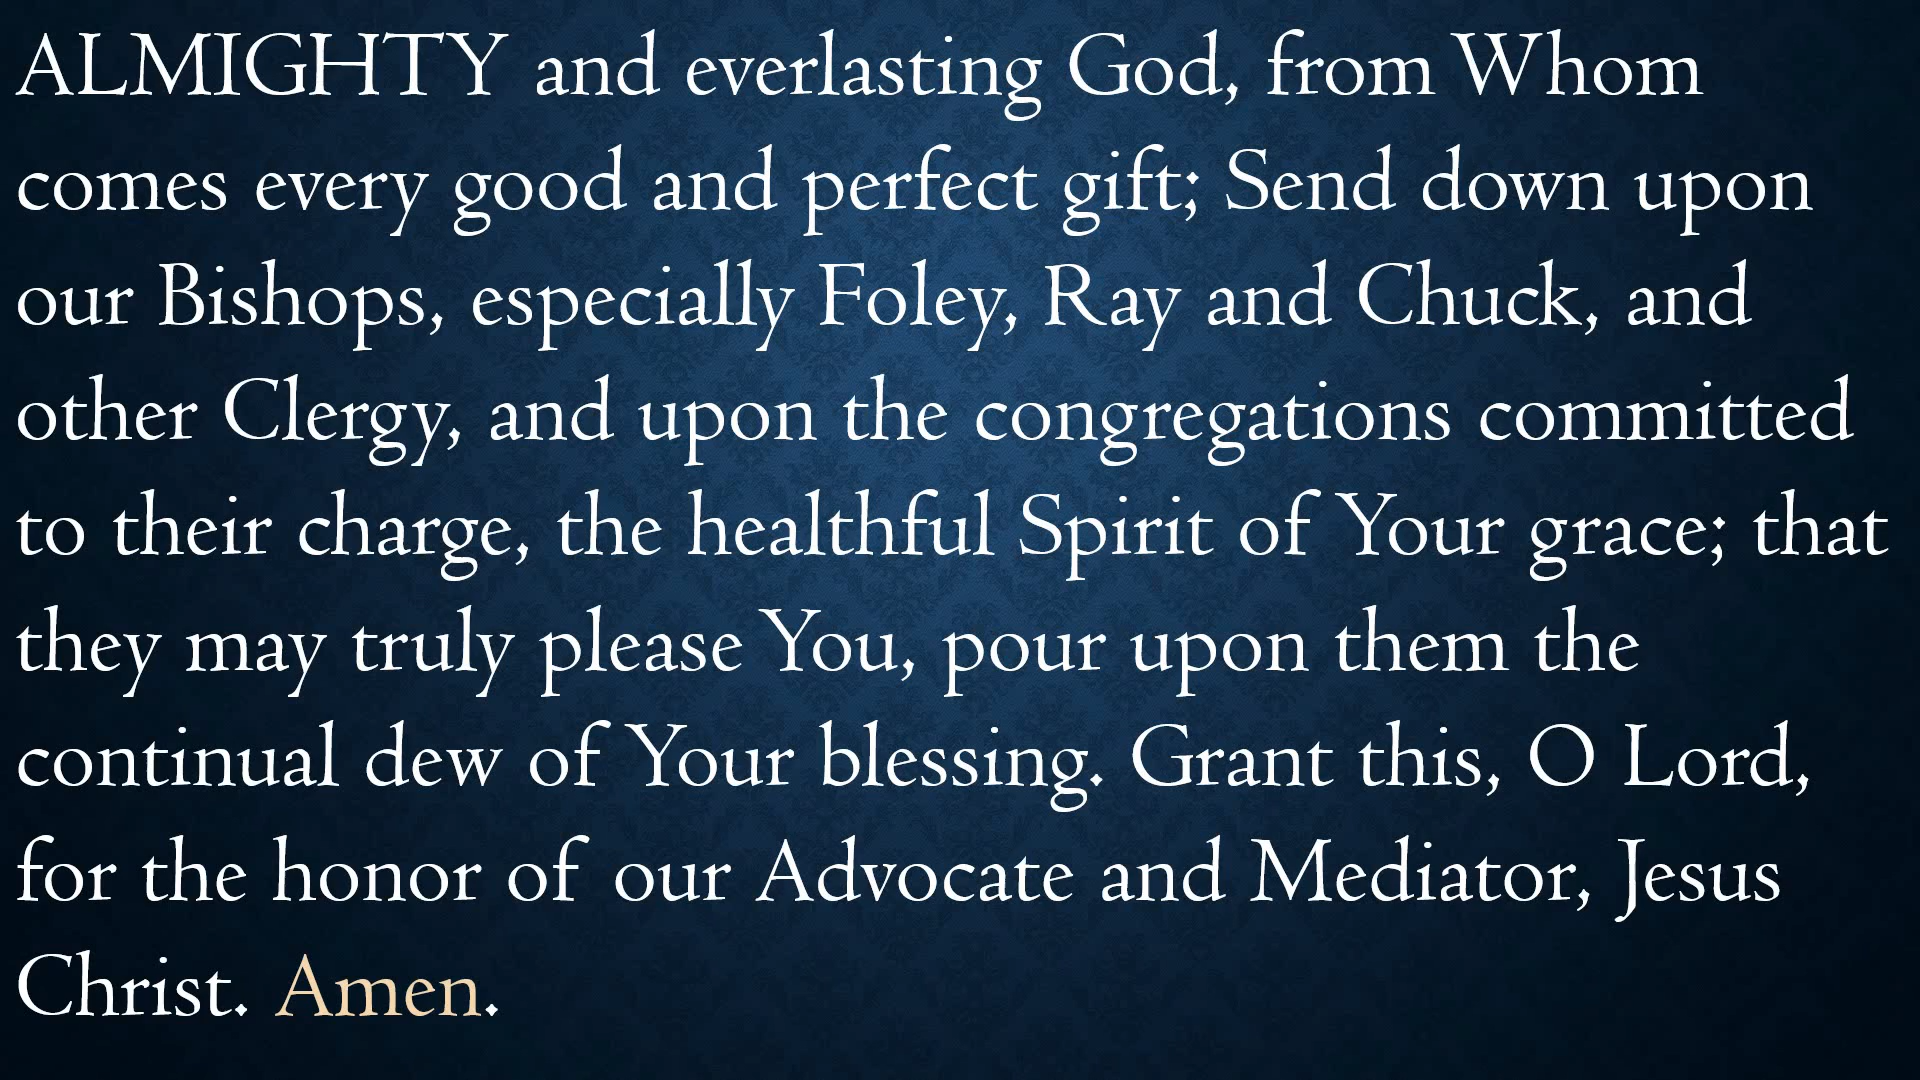 ALMIGHTY and everlasting God, from Whom
comes every good and perfect gift; Send down upon
our Bishops, especially Foley, Ray and Chuck, and
other Clergy, and upon the congregations committed
to their charge, the healthful Spirit of Your grace; that
they may truly please You, pour upon them the
continual dew of Your blessing. Grant this, O Lord,
for the honor of our Advocate and Mediator, Jesus
Christ. Amen.